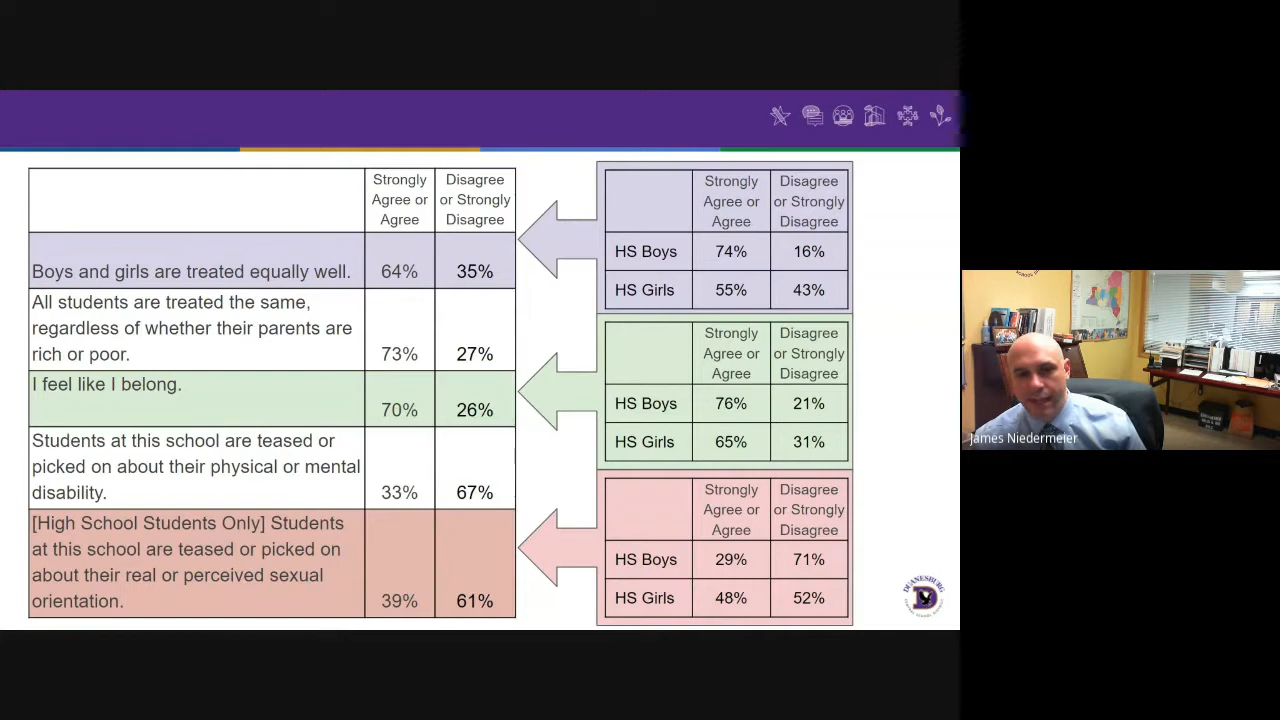 Strongly
Agree or
Agree
Disagree
or Strongly
Disagree
Boys and girls are treated equally well.
64%
35%
All students are treated the same,
regardless of whether their parents are
rich or poor.
73%
27%
I feel like I belong.
70%
26%
Students at this school are teased or
picked on about their physical or mental
disability.
33%
67%
[High School Students Only] Students
at this school are teased or picked on
about their real or perceived sexual
orientation.
39%
61%
Strongly
Agree or
Agree
Disagree
or Strongly
Disagree
HS Boys
74%
16%
HS Girls
55%
43%
Strongly
Agree or
Agree
Disagree
or Strongly
Disagree
HS Boys
76%
21%
HS Girls
65%
31%
Strongly
Agree or
Agree
Disagree
or Strongly
Disagree
HS Boys
29%
71%
HS Girls
48%
52%
DUANESBURG
D
CENTRAL SCHOOL DISTRICT
James Niedermeier